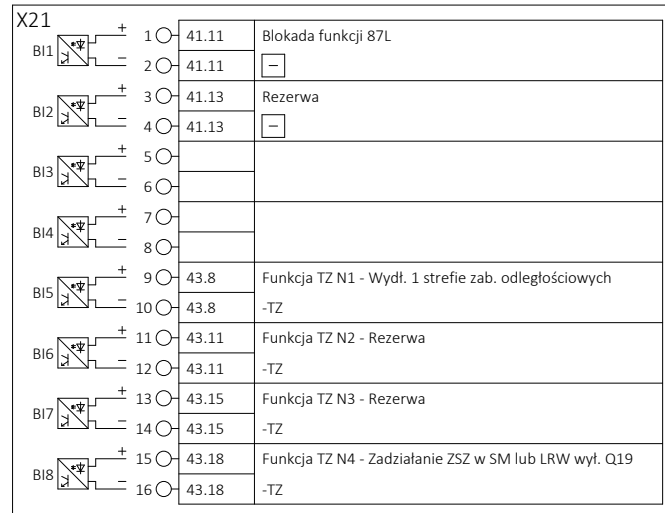 X21
BI1 + 1 41.11 Blokada funkcji 87L
− 2 41.11 −
BI2 + 3 41.13 Rezerwa
− 4 41.13 −
BI3 + 5
− 6
BI4 + 7
− 8
BI5 + 9 43.8 Funkcja TZ N1 - Wydł. 1 strefie zab. odległościowych
− 10 43.8 -TZ
BI6 + 11 43.11 Funkcja TZ N2 - Rezerwa
− 12 43.11 -TZ
BI7 + 13 43.15 Funkcja TZ N3 - Rezerwa
− 14 43.15 -TZ
BI8 + 15 43.18 Funkcja TZ N4 - Zadziałanie ZSZ w SM lub LRW wył. Q19
− 16 43.18 -TZ